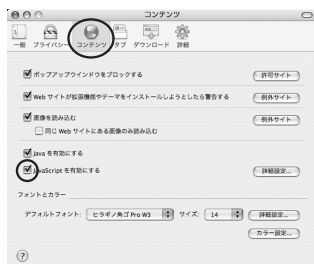 コンテンツ
一般 プライバシー コンテンツ タブ ダウンロード 詳細
ポップアップウインドウをブロックする 許可サイト
Web サイトが拡張機能やテーマをインストールしようとしたら警告する 例外サイト
画像を読み込む 例外サイト
同じ Web サイトにある画像のみ読み込む
Java を有効にする
JavaScript を有効にする 詳細設定...
フォントとカラー
デフォルトフォント: ヒラギノ角ゴ Pro W3 サイズ: 14 詳細設定...
カラー設定...
?